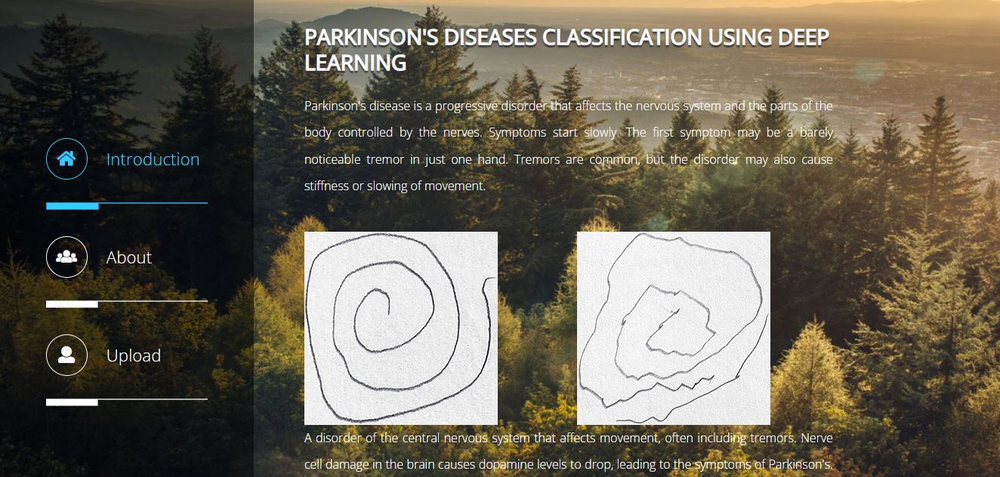 PARKINSON'S DISEASES CLASSIFICATION USING DEEP
LEARNING
Parkinson's disease is a progressive disorder that affects the nervous system and the parts of the
body controlled by the nerves. Symptoms start slowly. The first symptom may be a barely
noticeable tremor in just one hand. Tremors are common, but the disorder may also cause
stiffness or slowing of movement.
Introduction
About
Upload
A disorder of the central nervous system that affects movement, often including tremors. Nerve
cell damage in the brain causes dopamine levels to drop, leading to the symptoms of Parkinson's.